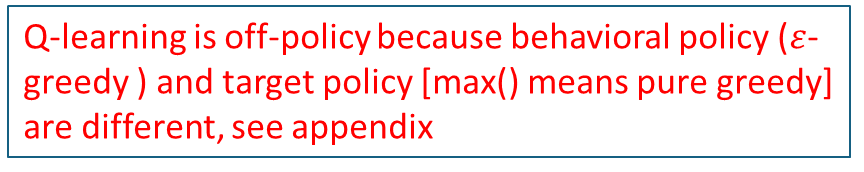 Q-learning is off-policy because behavioral policy (ε-
greedy ) and target policy [max() means pure greedy]
are different, see appendix